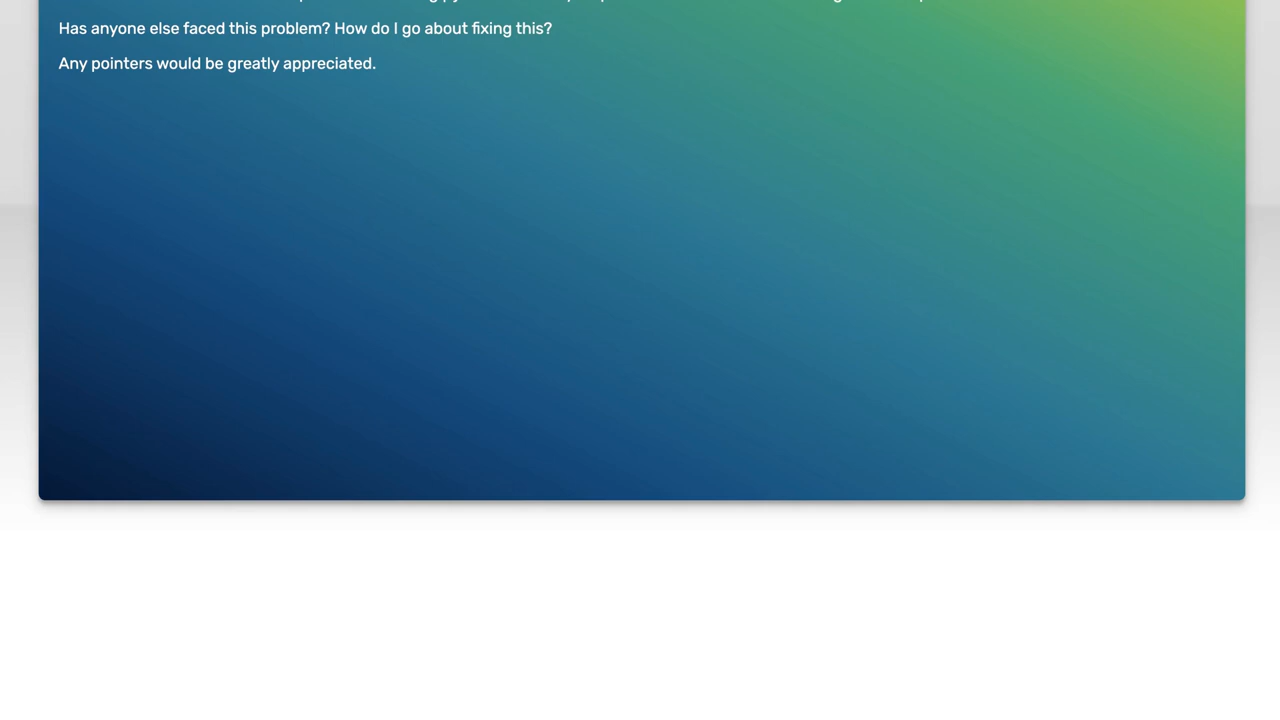 Has anyone else faced this problem? How do I go about fixing this?
Any pointers would be greatly appreciated.